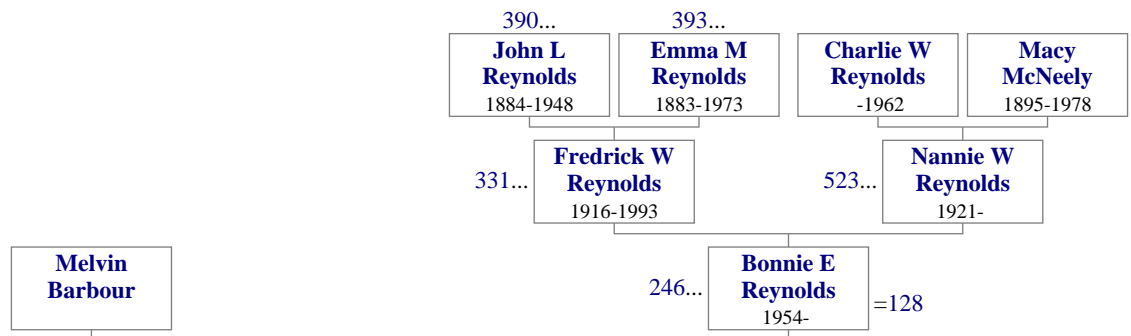 390...
393...
John L
Reynolds
1884-1948
Emma M
Reynolds
1883-1973
Charlie W
Reynolds
-1962
Macy
McNeely
1895-1978
331...
Fredrick W
Reynolds
1916-1993
523...
Nannie W
Reynolds
1921-
Melvin
Barbour
246...
Bonnie E
Reynolds
1954-
=128